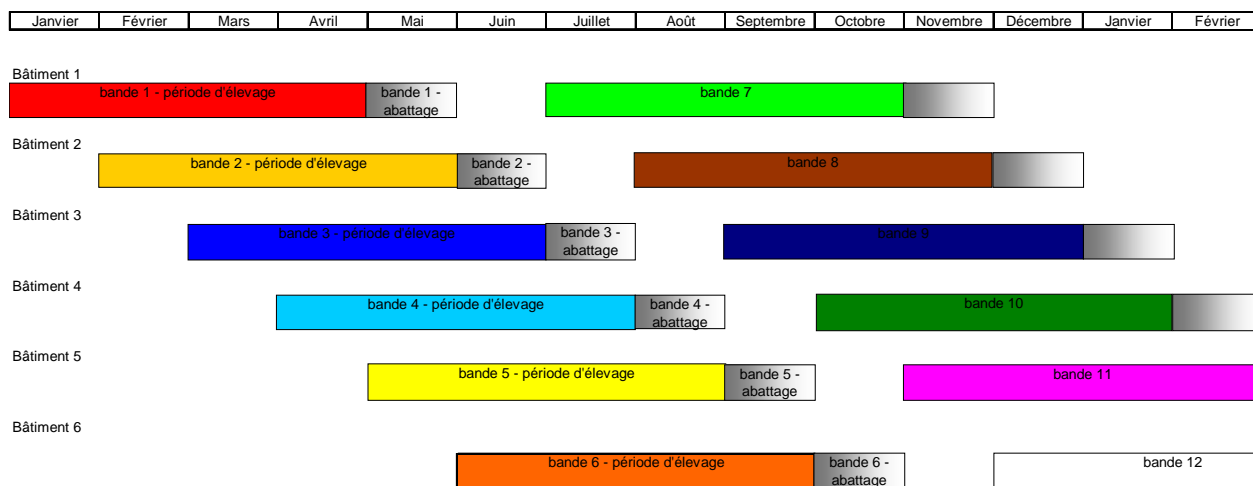 Janvier Février Mars Avril Mai Juin Juillet Août Septembre Octobre Novembre Décembre Janvier Février
Bâtiment 1
bande 1 - période d'élevage
bande 1 -
abattage
bande 7
Bâtiment 2
bande 2 - période d'élevage
bande 2 -
abattage
bande 8
Bâtiment 3
bande 3 - période d'élevage
bande 3 -
abattage
bande 9
Bâtiment 4
bande 4 - période d'élevage
bande 4 -
abattage
bande 10
Bâtiment 5
bande 5 - période d'élevage
bande 5 -
abattage
bande 11
Bâtiment 6
bande 6 - période d'élevage
bande 6 -
abattage
bande 12